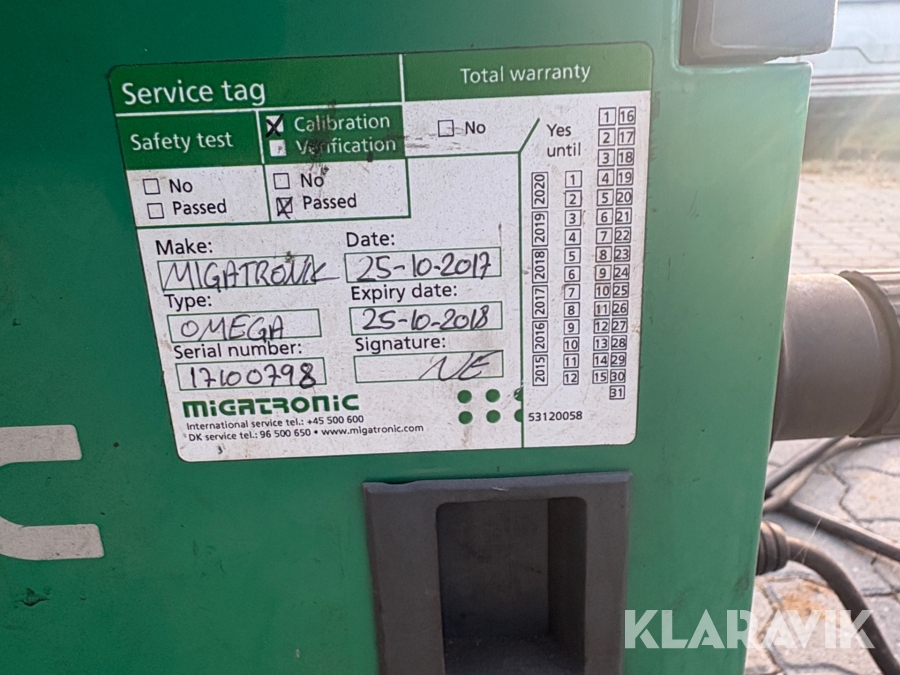 Service tag
Total warranty
Safety test
Calibration
Verification
No
Yes
until
No
Passed
No
Passed
Make:
MIGATRONIK
Type:
OMEGA
Serial number:
17100798
Date:
25-10-2017
Expiry date:
25-10-2018
Signature:
NE
2020
2019
2018
2017
2016
2015
1
2
3
4
5
6
7
8
9
10
11
12
1 16
2 17
3 18
4 19
5 20
6 21
7 22
8 23
9 24
10 25
11 26
12 27
13 28
14 29
15 30
31
MIGATRONIC
International service tel.: +45 500 600
DK service tel.: 96 500 650 • www.migatronic.com
53120058
KLARAVIK